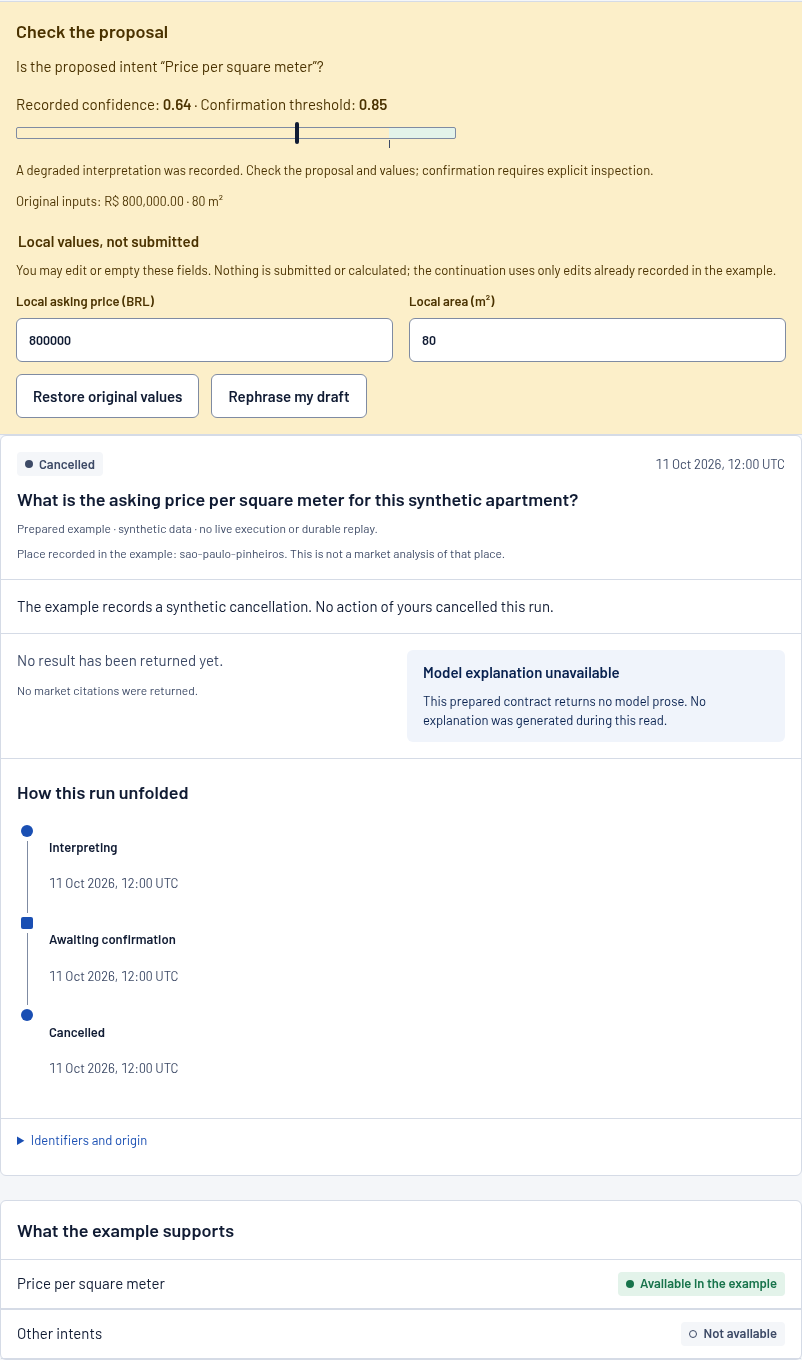 Check the proposal
Is the proposed intent “Price per square meter”?
Recorded confidence: 0.64 · Confirmation threshold: 0.85
A degraded interpretation was recorded. Check the proposal and values; confirmation requires explicit inspection.
Original inputs: R$ 800,000.00 · 80 m²
Local values, not submitted
You may edit or empty these fields. Nothing is submitted or calculated; the continuation uses only edits already recorded in the example.
Local asking price (BRL)
Local area (m²)
800000
80
Restore original values
Rephrase my draft
Cancelled
11 Oct 2026, 12:00 UTC
What is the asking price per square meter for this synthetic apartment?
Prepared example · synthetic data · no live execution or durable replay.
Place recorded in the example: sao-paulo-pinheiros. This is not a market analysis of that place.
The example records a synthetic cancellation. No action of yours cancelled this run.
No result has been returned yet.
No market citations were returned.
Model explanation unavailable
This prepared contract returns no model prose. No
explanation was generated during this read.
How this run unfolded
Interpreting
11 Oct 2026, 12:00 UTC
Awaiting confirmation
11 Oct 2026, 12:00 UTC
Cancelled
11 Oct 2026, 12:00 UTC
Identifiers and origin
What the example supports
Price per square meter
Available in the example
Other intents
Not available